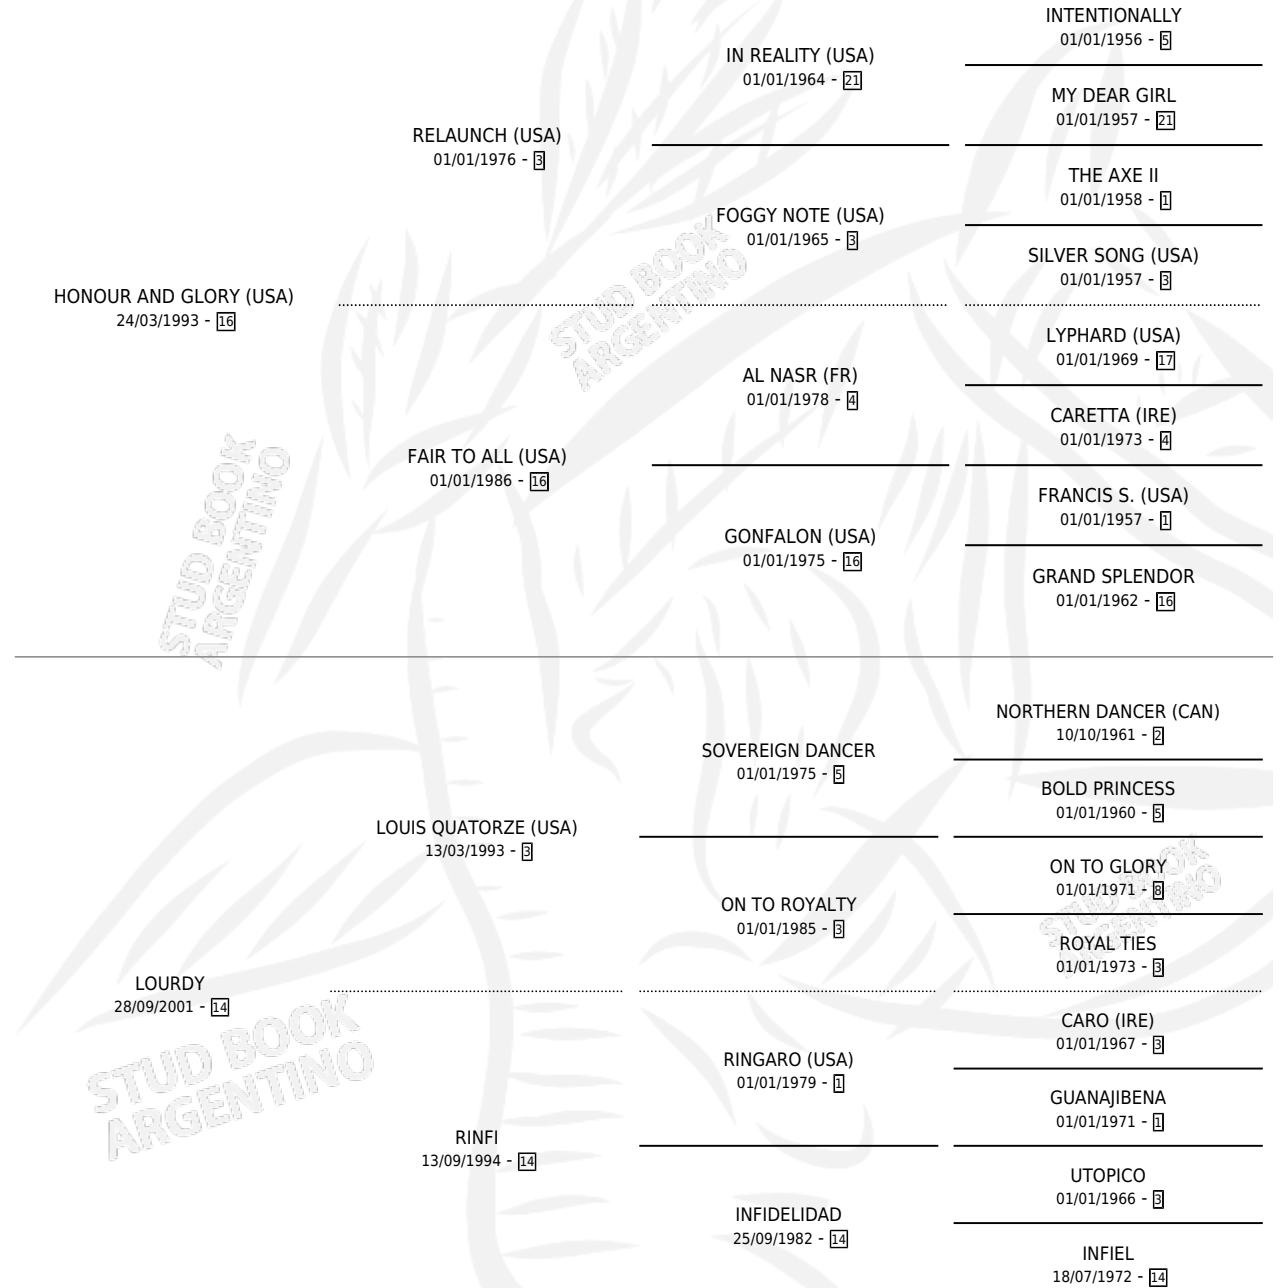 INTENTIONALLY
01/01/1956 - 5
IN REALITY (USA)
01/01/1964 - 21
MY DEAR GIRL
01/01/1957 - 21
RELAUNCH (USA)
01/01/1976 - 3
THE AXE II
01/01/1958 - 1
FOGGY NOTE (USA)
01/01/1965 - 3
SILVER SONG (USA)
01/01/1957 - 3
HONOUR AND GLORY (USA)
24/03/1993 - 16
LYPHARD (USA)
01/01/1969 - 17
AL NASR (FR)
01/01/1978 - 4
CARETTA (IRE)
01/01/1973 - 4
FAIR TO ALL (USA)
01/01/1986 - 16
FRANCIS S. (USA)
01/01/1957 - 1
GONFALON (USA)
01/01/1975 - 16
GRAND SPLENDOR
01/01/1962 - 16
STUD BOOK
ARGENTINO
STUD BOOK
ARGENTINO
NORTHERN DANCER (CAN)
10/10/1961 - 2
SOVEREIGN DANCER
01/01/1975 - 5
BOLD PRINCESS
01/01/1960 - 5
LOUIS QUATORZE (USA)
13/03/1993 - 3
ON TO GLORY
01/01/1971 - 8
ON TO ROYALTY
01/01/1985 - 3
ROYAL TIES
01/01/1973 - 3
LOURDY
28/09/2001 - 14
CARO (IRE)
01/01/1967 - 3
RINGARO (USA)
01/01/1979 - 1
GUANAJIBENA
01/01/1971 - 1
RINFI
13/09/1994 - 14
UTOPICO
01/01/1966 - 3
INFIDELIDAD
25/09/1982 - 14
INFIEL
18/07/1972 - 14
STUD BOOK
ARGENTINO
STUD BOOK
ARGENTINO